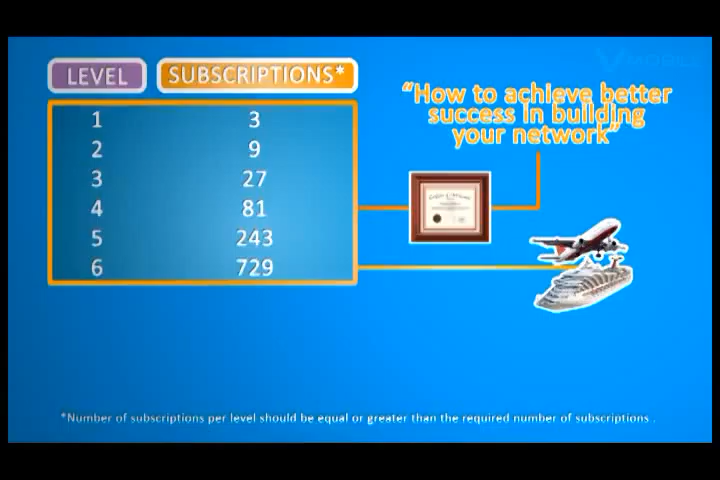 VMOBILE
LEVEL SUBSCRIPTIONS*
1 3
2 9
3 27
4 81
5 243
6 729
“How to achieve better
success in building
your network”
*Number of subscriptions per level should be equal or greater than the required number of subscriptions .